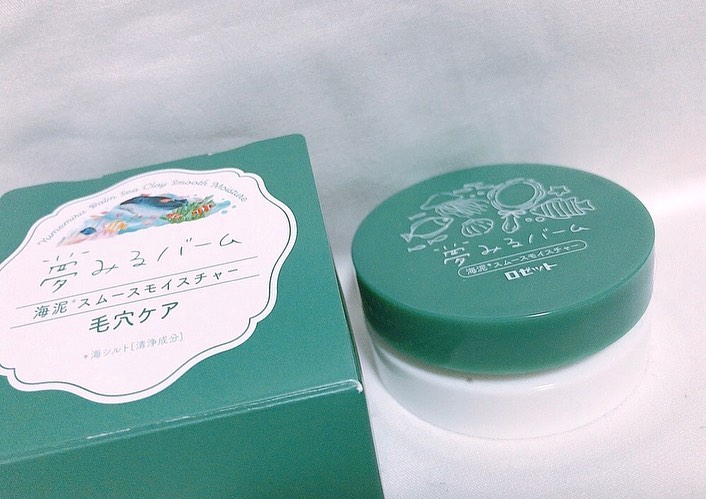 Yumemiru Balm Sea Clay Smooth Moisture
夢みるバーム
海泥*スムースモイスチャー
毛穴ケア
*海シルト[清浄成分]
夢みるバーム
海泥*スムースモイスチャー
ロゼット